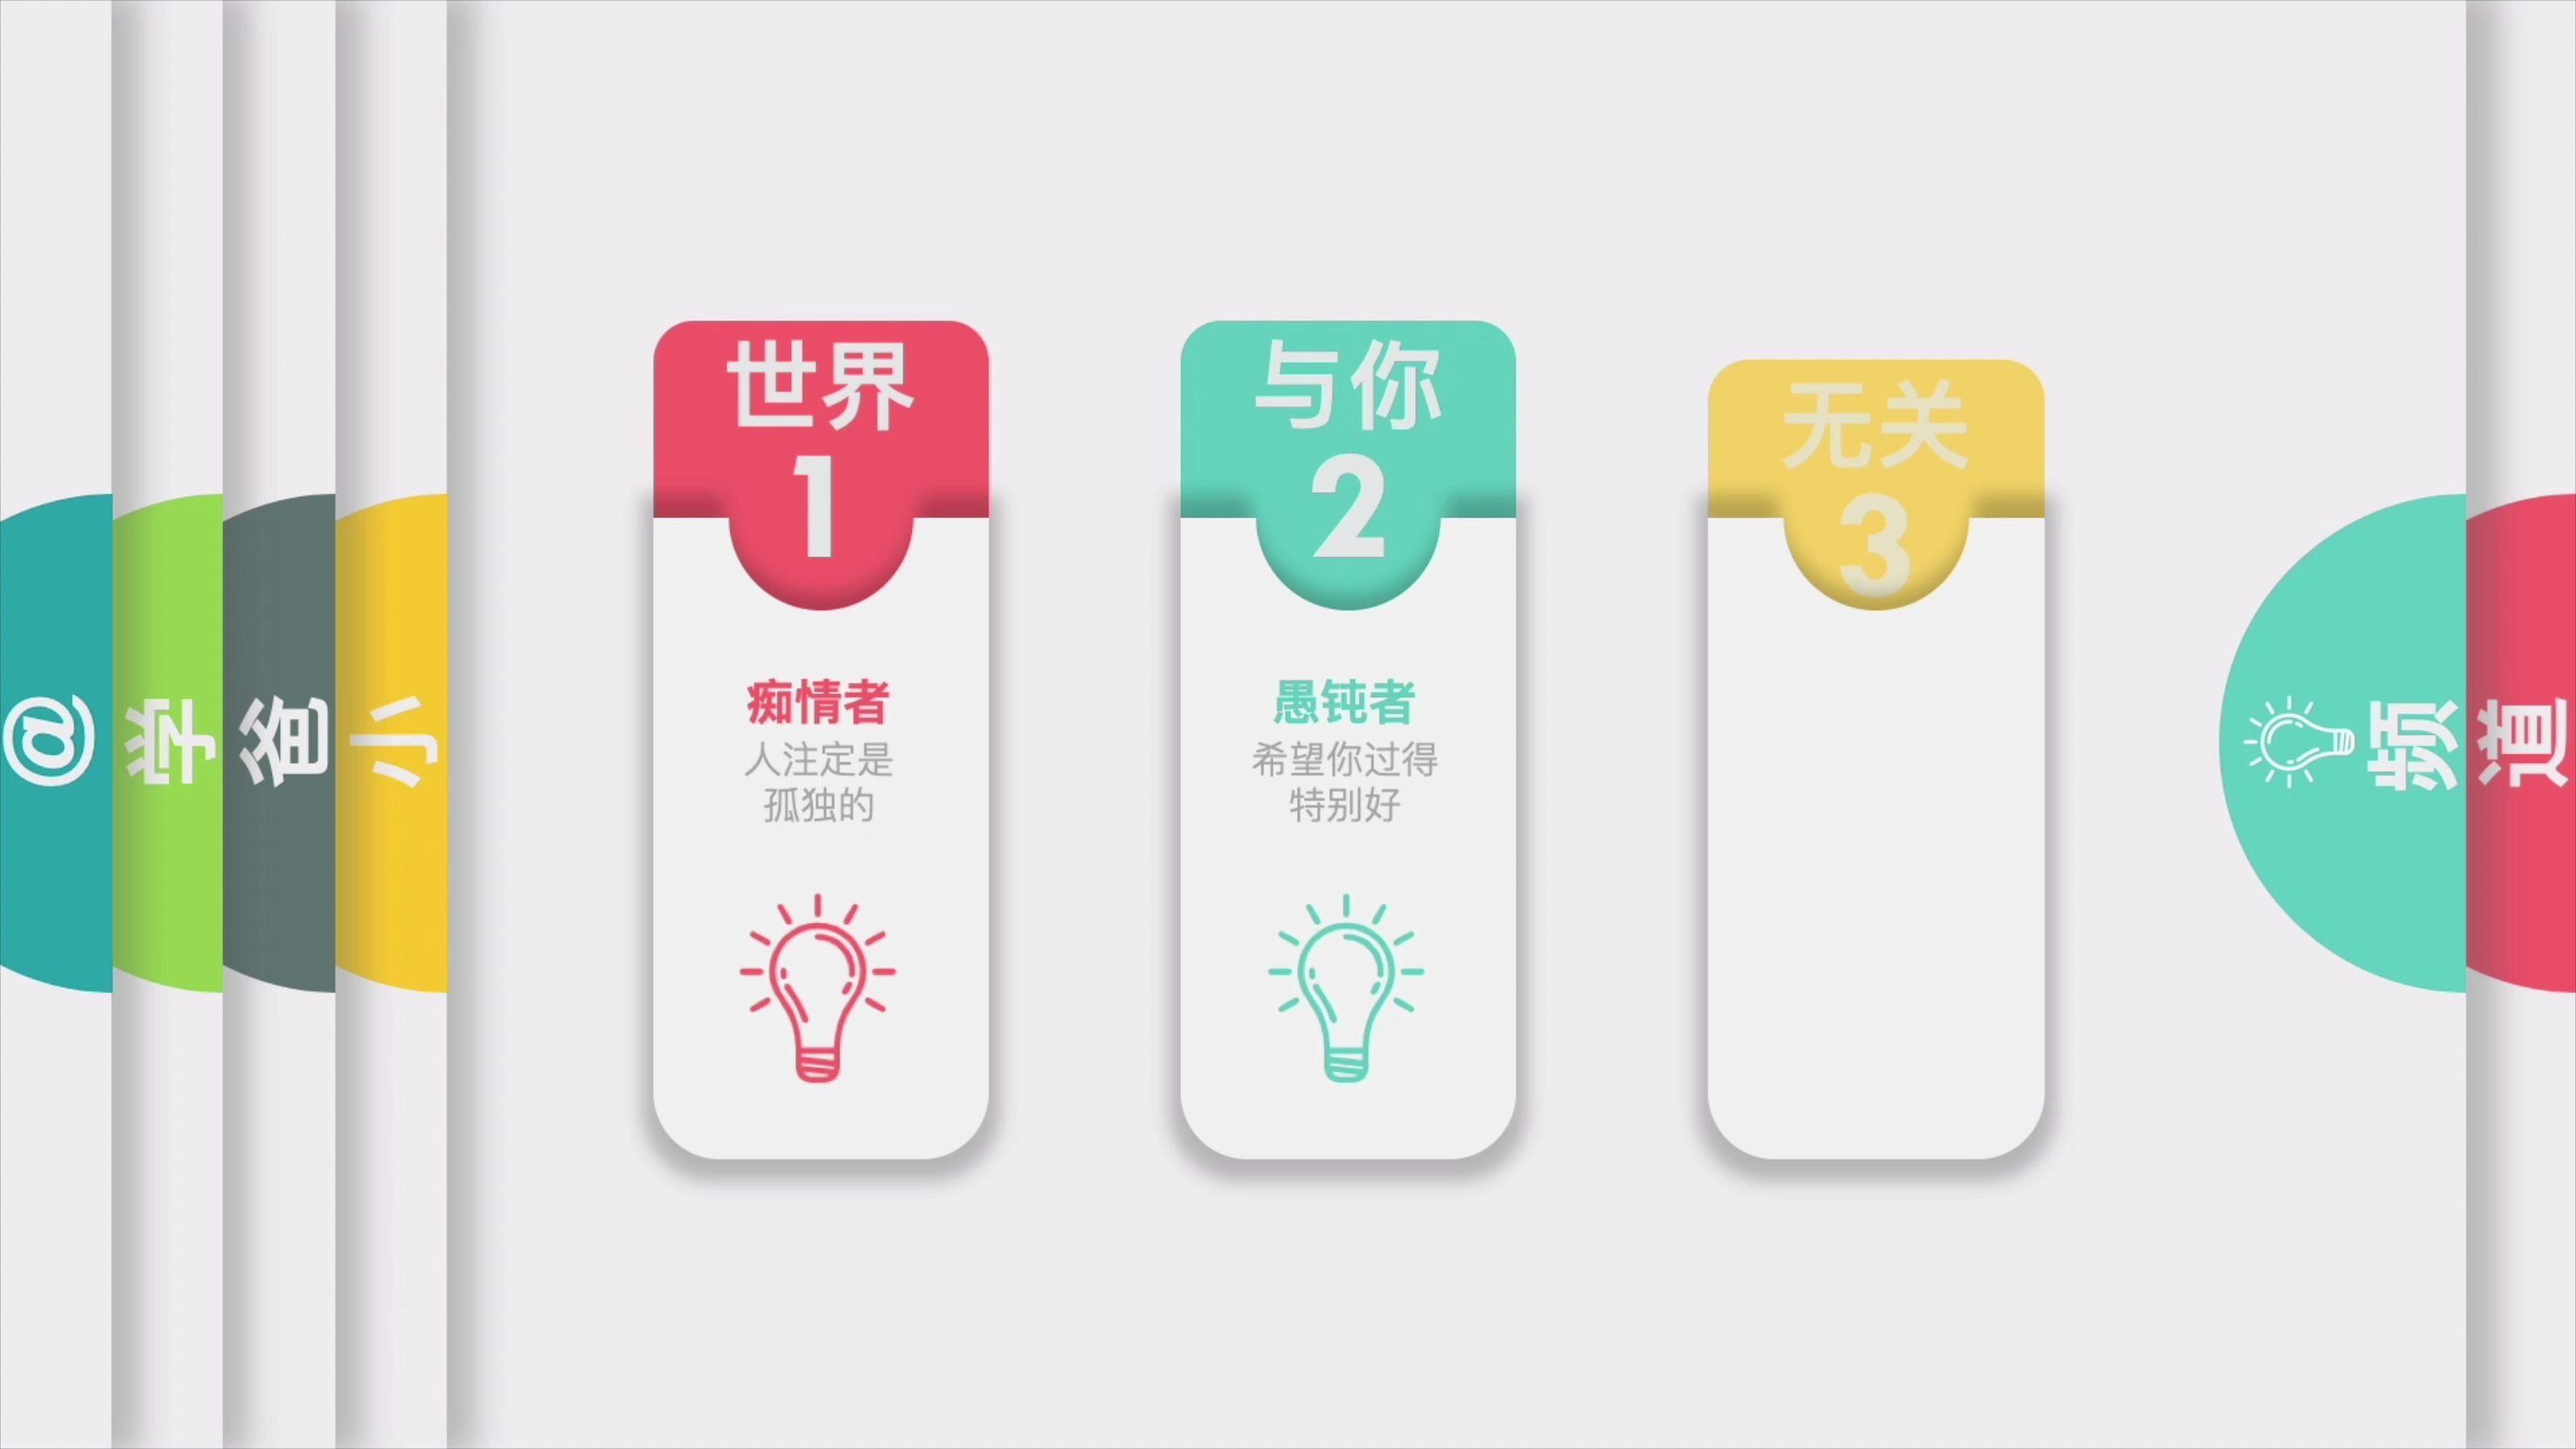 @
学
爸
小
世界
1
痴情者
人注定是
孤独的
与你
2
愚钝者
希望你过得
特别好
无关
3
频
道